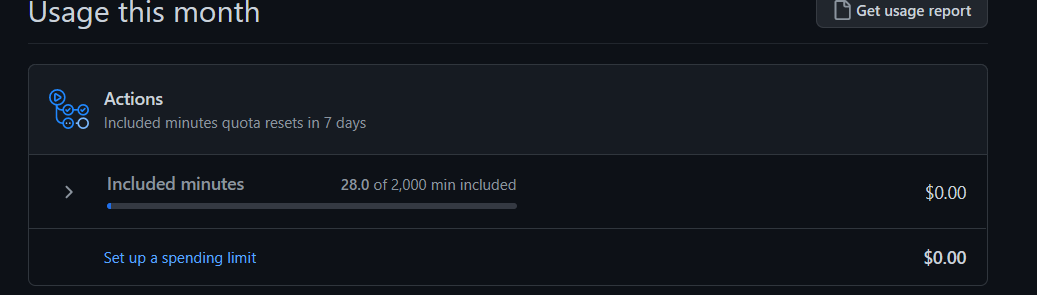 Usage this month
Get usage report
Actions
Included minutes quota resets in 7 days
Included minutes
28.0 of 2,000 min included
$0.00
Set up a spending limit
$0.00